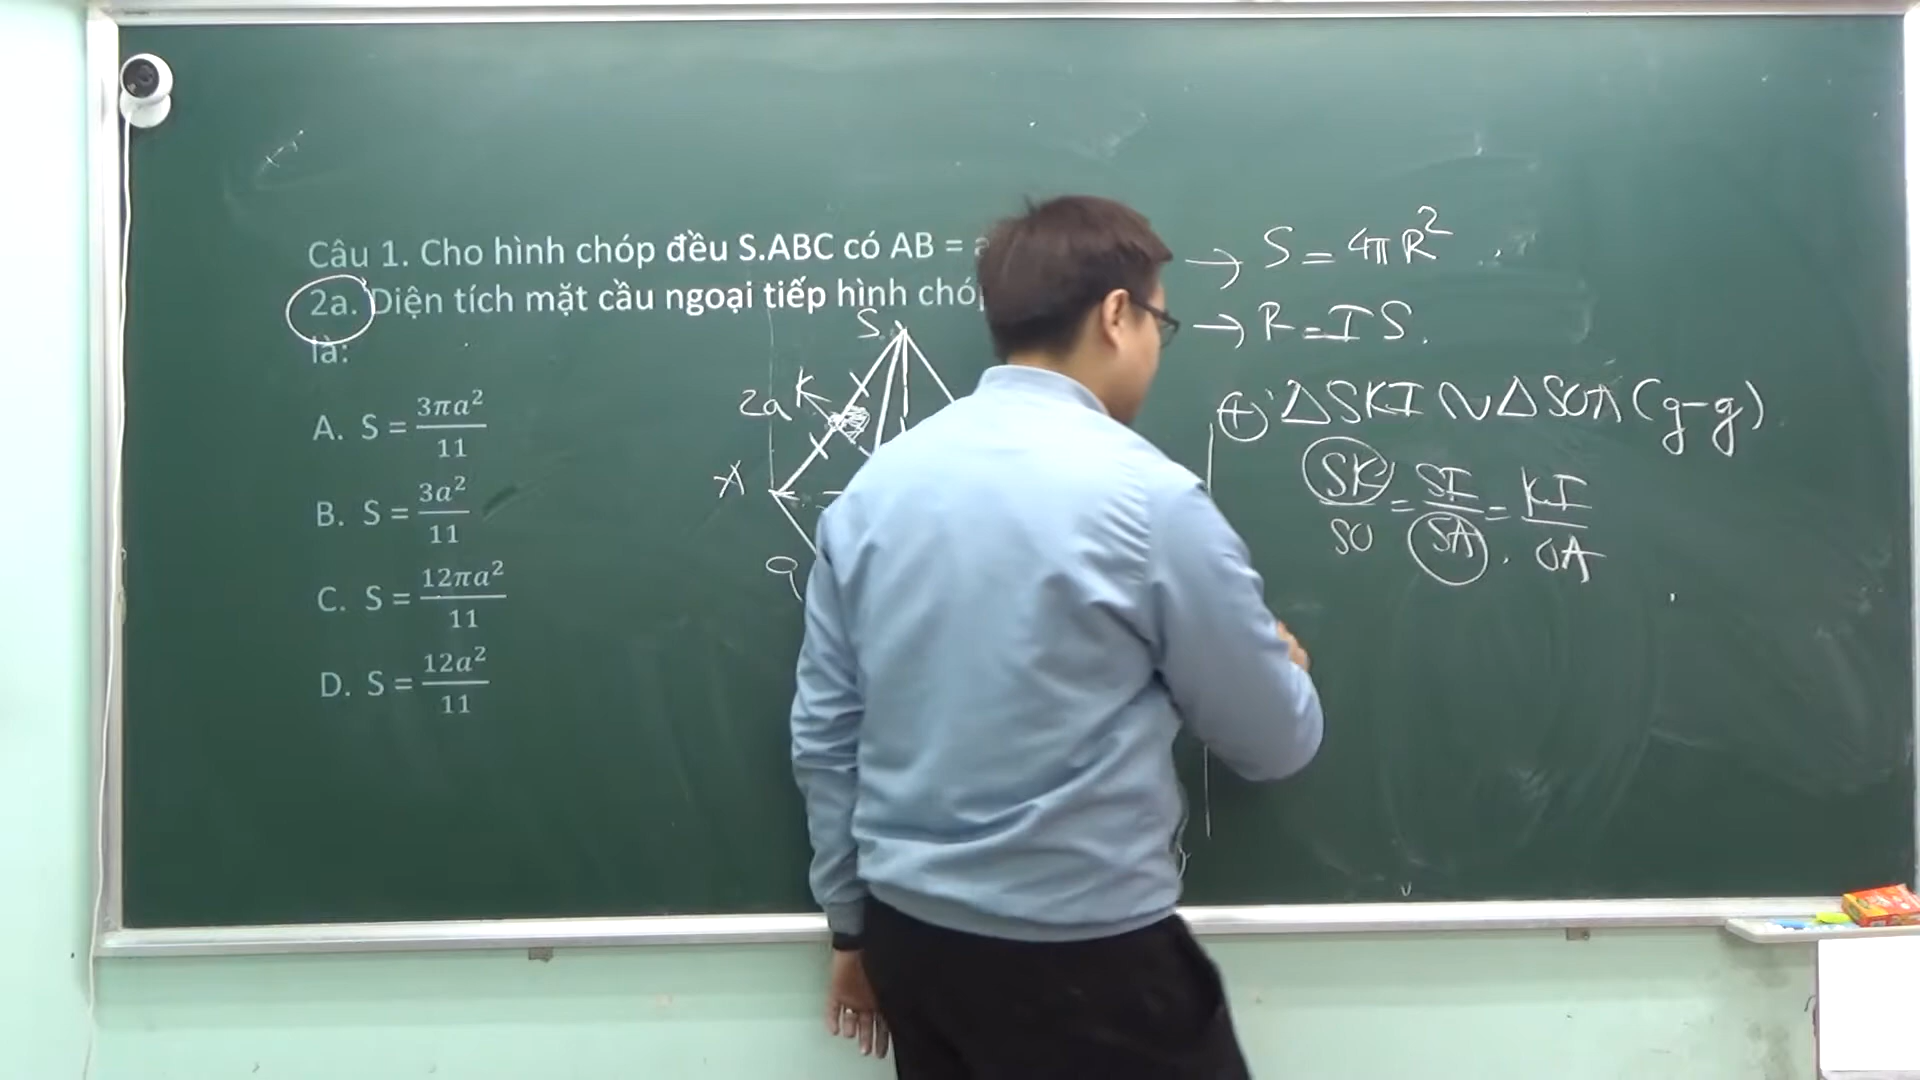 Câu 1. Cho hình chóp đều S.ABC có AB =
2a. Diện tích mặt cầu ngoại tiếp hình
là:
A. S = 3πa²/11
B. S = 3a²/11
C. S = 12πa²/11
D. S = 12a²/11
S
2a K
A
a
→ S = 4πR²
→ R = IS.
⊕ ΔSKI ∽ ΔSOA (g-g)
SK/SO = SI/SA = KI/OA